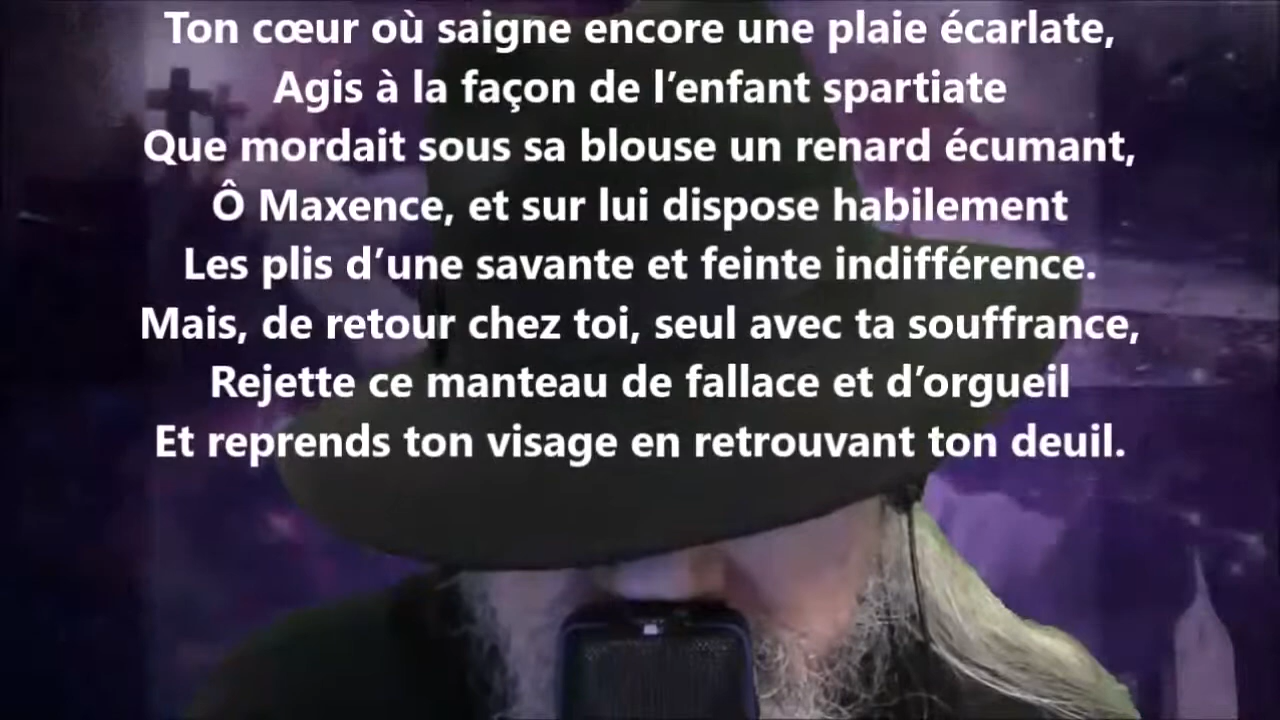 Ton cœur où saigne encore une plaie écarlate,
Agis à la façon de l’enfant spartiate
Que mordait sous sa blouse un renard écumant,
Ô Maxence, et sur lui dispose habilement
Les plis d’une savante et feinte indifférence.
Mais, de retour chez toi, seul avec ta souffrance,
Rejette ce manteau de fallace et d’orgueil
Et reprends ton visage en retrouvant ton deuil.